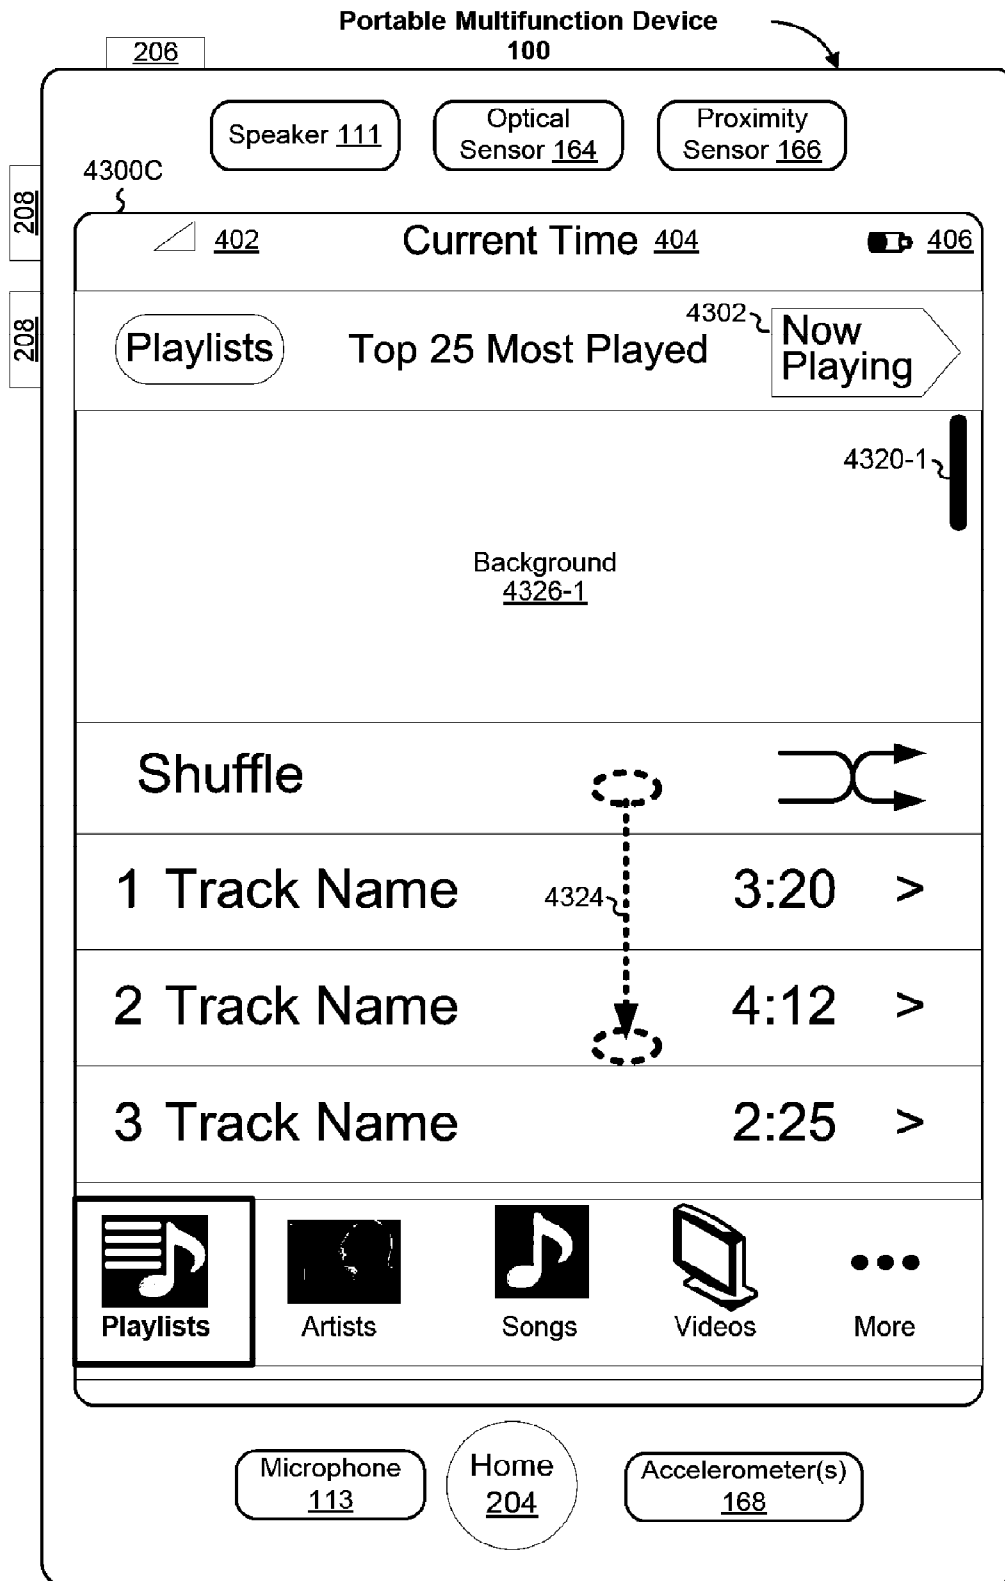 Portable Multifunction Device
100
206
Speaker 111
Optical
Sensor 164
Proximity
Sensor 166
4300C
208
208
402
Current Time 404
406
Playlists
Top 25 Most Played
4302
Now
Playing
4320-1
Background
4326-1
Shuffle
1 Track Name 3:20 >
4324
2 Track Name 4:12 >
3 Track Name 2:25 >
Playlists
Artists
Songs
Videos
More
Microphone
113
Home
204
Accelerometer(s)
168